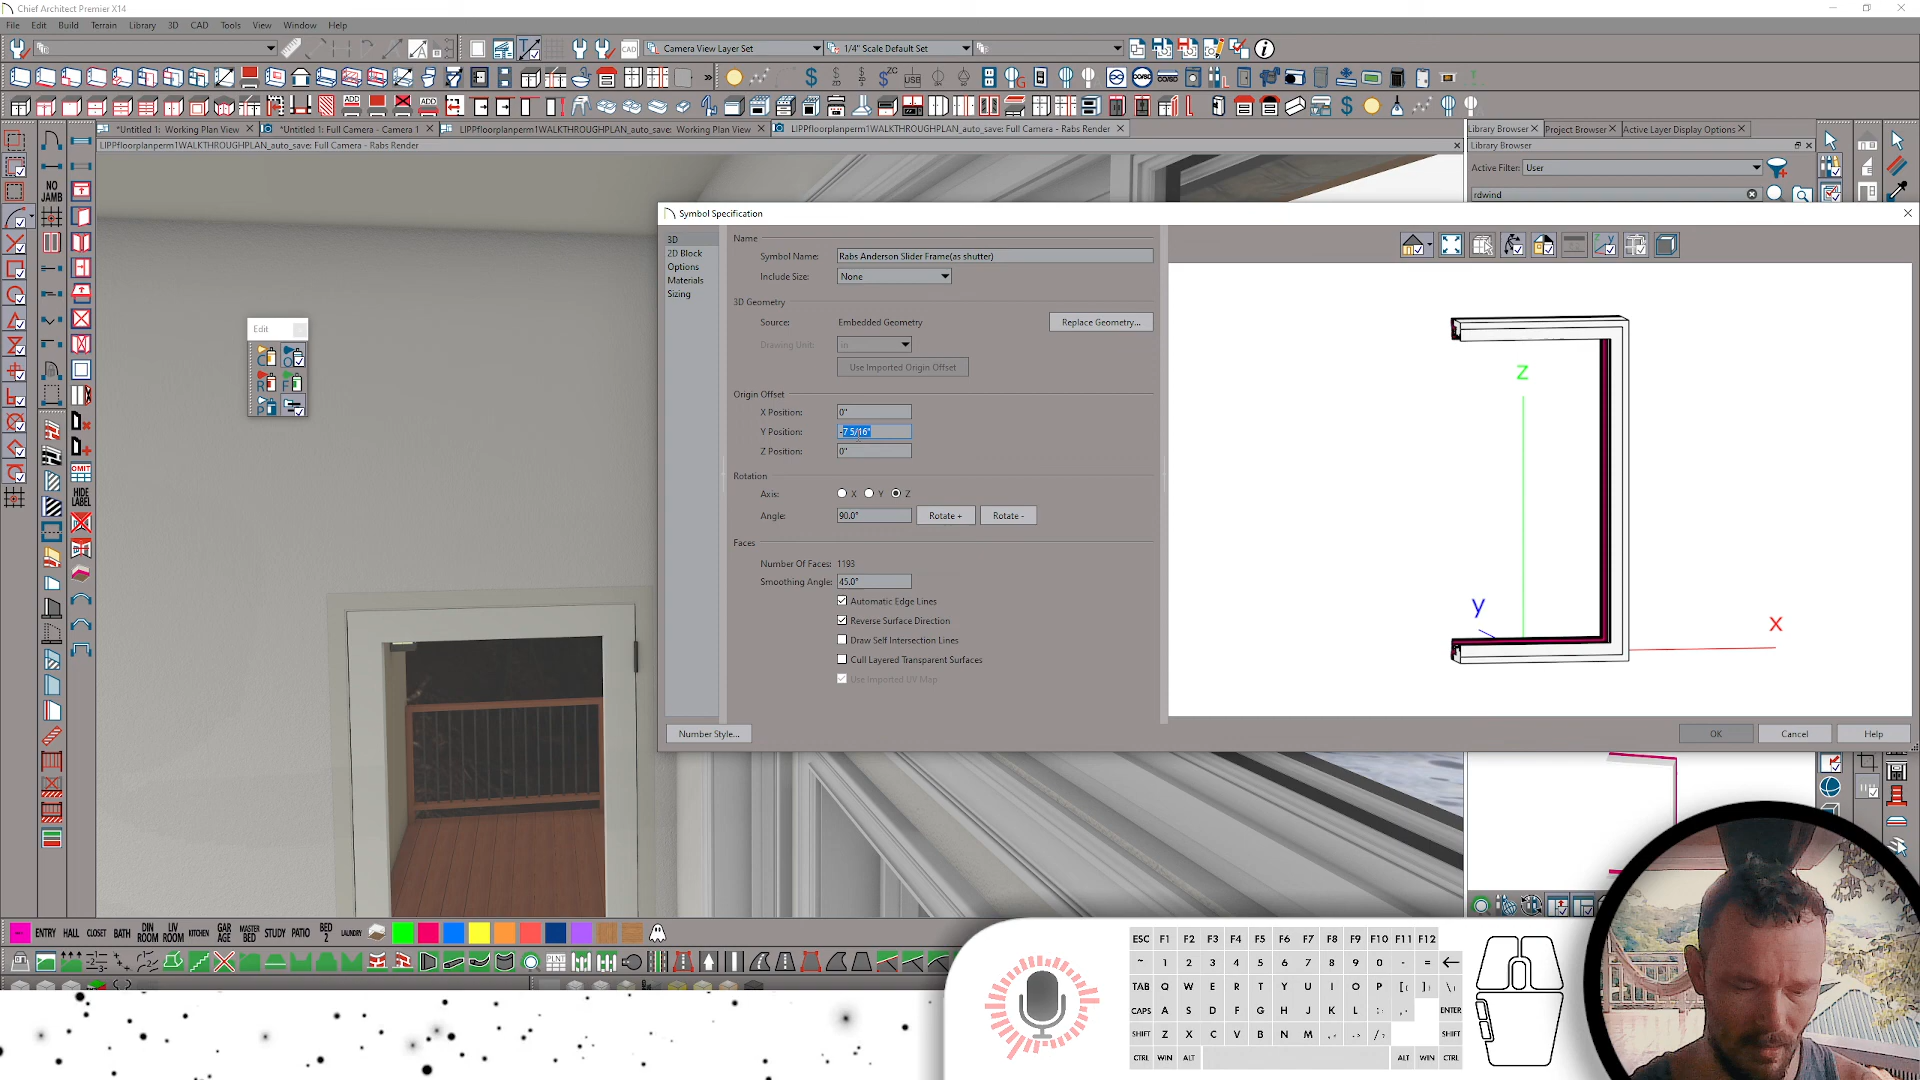 Chief Architect Premier X14
File Edit Build Terrain Library 3D CAD Tools View Window Help
Camera View Layer Set
1/4" Scale Default Set
*Untitled 1: Working Plan View
*Untitled 1: Full Camera - Camera 1
LIPPfloorplanperm1WALKTHROUGHPLAN_auto_save: Working Plan View
LIPPfloorplanperm1WALKTHROUGHPLAN_auto_save: Full Camera - Rabs Render
Library Browser
Project Browser
Active Layer Display Options
LIPPfloorplanperm1WALKTHROUGHPLAN_auto_save: Full Camera - Rabs Render
Library Browser
Active Filter: User
rdwind
NO JAMB
OMIT
HIDE LABEL
Edit
Symbol Specification
3D
2D Block
Options
Materials
Sizing
Name
Symbol Name: Rabs Anderson Slider Frame(as shutter)
Include Size: None
3D Geometry
Source: Embedded Geometry
Replace Geometry...
Drawing Unit: in
Use Imported Origin Offset
Origin Offset
X Position: 0"
Y Position: -7 5/16"
Z Position: 0"
Rotation
Axis: X Y Z
Angle: 90.0°
Rotate +
Rotate -
Faces
Number Of Faces: 1193
Smoothing Angle: 45.0°
Automatic Edge Lines
Reverse Surface Direction
Draw Self Intersection Lines
Cull Layered Transparent Surfaces
Use Imported UV Map
Number Style...
z
y
x
OK
Cancel
Help
ENTRY HALL CLOSET BATH DIN ROOM LIV ROOM KITCHEN GAR AGE MASTER BED STUDY PATIO BED 2 LAUNDRY
ESC F1 F2 F3 F4 F5 F6 F7 F8 F9 F10 F11 F12
~ 1 2 3 4 5 6 7 8 9 0 - =
TAB Q W E R T Y U I O P
CAPS A S D F G H J K L ENTER
SHIFT Z X C V B N M SHIFT
CTRL WIN ALT ALT WIN CTRL